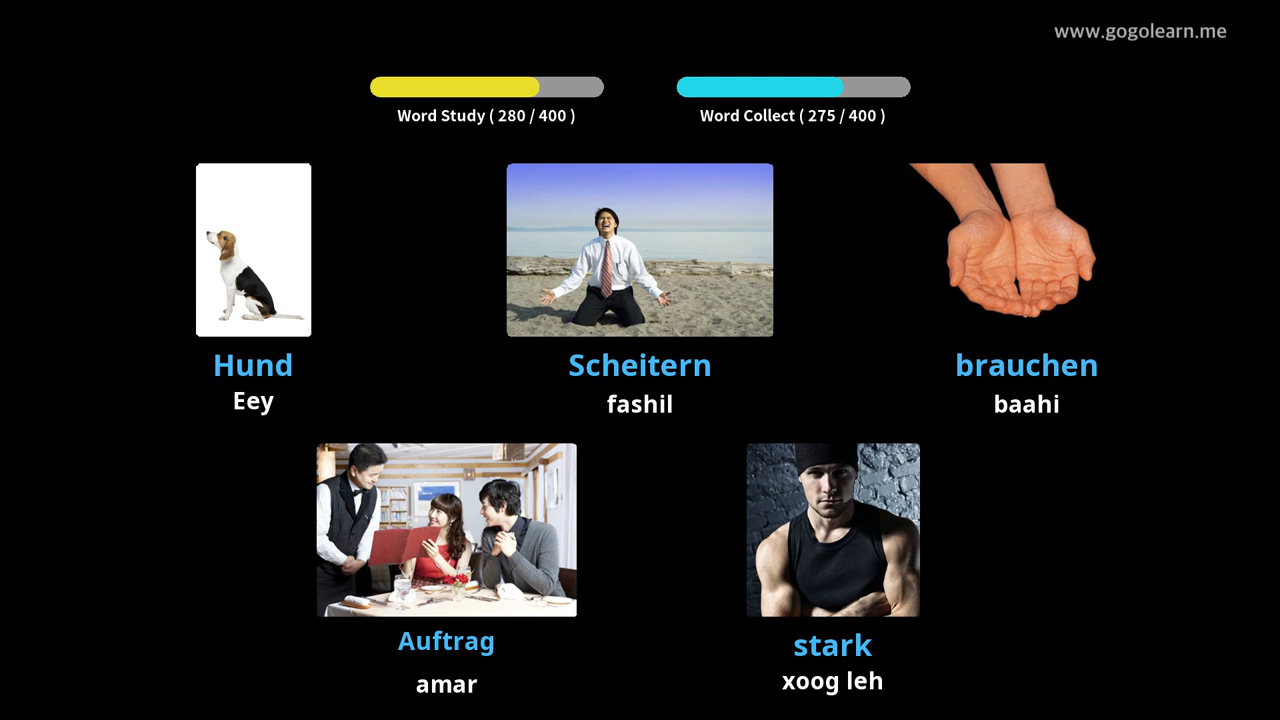 www.gogolearn.me
Word Study ( 280 / 400 )
Word Collect ( 275 / 400 )
Hund
Eey
Scheitern
fashil
brauchen
baahi
Auftrag
amar
stark
xoog leh